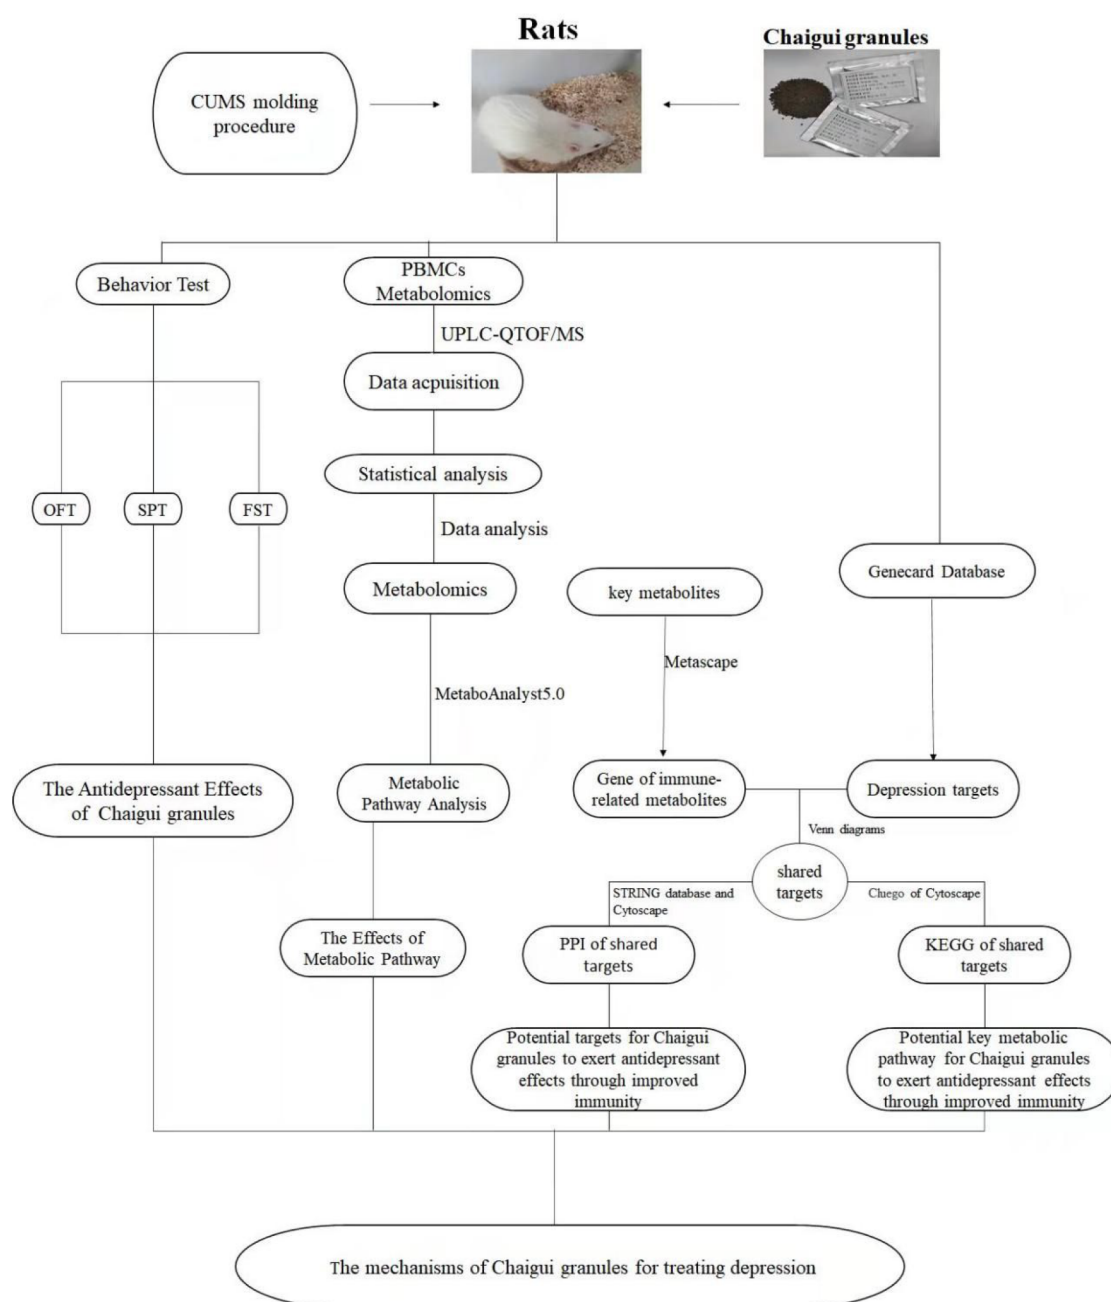 Rats
Chaigui granules
CUMS molding
procedure
Behavior Test
PBMCs
Metabolomics
UPLC-QTOF/MS
Data acpuisition
Statistical analysis
OFT
SPT
FST
Data analysis
Metabolomics
key metabolites
Genecard Database
Metascape
MetaboAnalyst5.0
The Antidepressant Effects
of Chaigui granules
Metabolic
Pathway Analysis
Gene of immune-
related metabolites
Depression targets
Venn diagrams
shared
targets
STRING database and
Cytoscape
Cluego of Cytoscape
The Effects of
Metabolic Pathway
PPI of shared
targets
KEGG of shared
targets
Potential targets for Chaigui
granules to exert antidepressant
effects through improved
immunity
Potential key metabolic
pathway for Chaigui granules
to exert antidepressant effects
through improved immunity
The mechanisms of Chaigui granules for treating depression